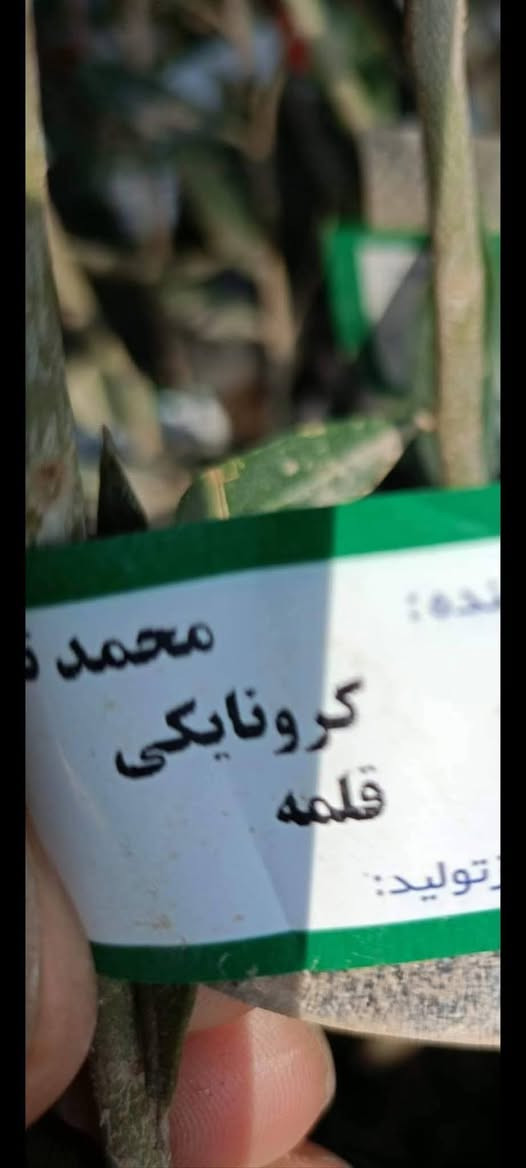 محمد
کرونایکی
قلمه
تولید: